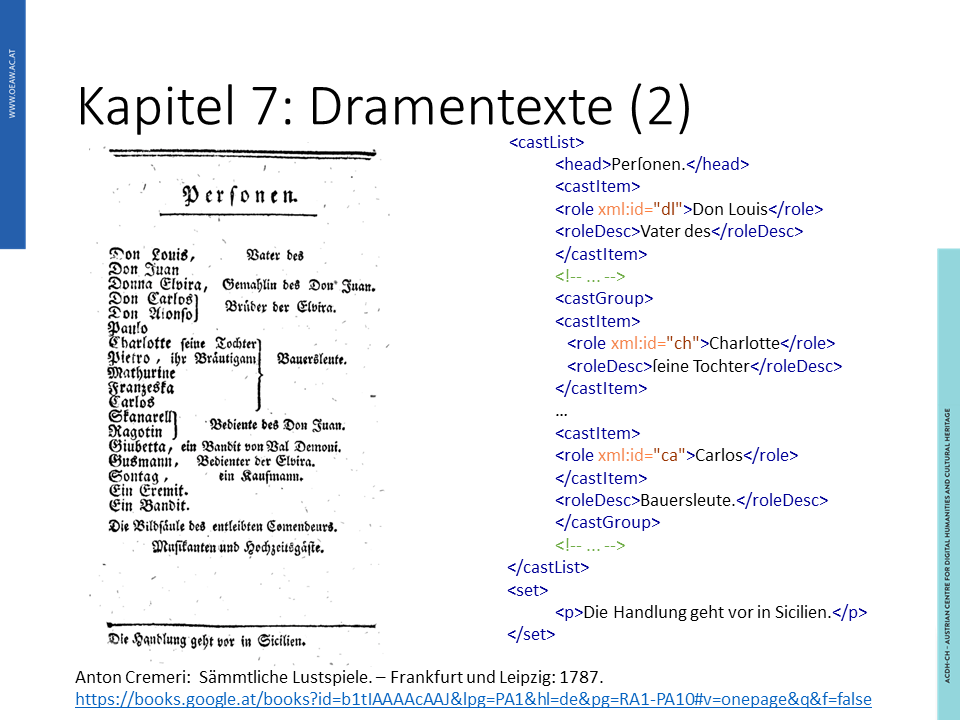 WWW.OEAW.AC.AT
Kapitel 7: Dramentexte (2)
Perſonen.
Don Louis, Vater des
Don Juan
Donna Elvira, Gemahlin des Don Juan.
Don Carlos
Don Alonſo
Brüder der Elvira.
Paulo
Charlotte ſeine Tochter
Pietro, ihr Bräutigam
Bauersleute.
Mathurine
Franzeska
Carlos
Skanarell
Ragotin
Bediente des Don Juan.
Giubetta, ein Bandit von Val Demoni.
Gusmann, Bedienter der Elvira.
Sontag, ein Kaufmann.
Ein Eremit.
Ein Bandit.
Die Bildſäule des entleibten Comendeurs.
Muſikanten und Hochzeitsgäſte.
Die Handlung geht vor in Sicilien.
<castList>
<head>Perſonen.</head>
<castItem>
<role xml:id="dl">Don Louis</role>
<roleDesc>Vater des</roleDesc>
</castItem>
<!-- ... -->
<castGroup>
<castItem>
<role xml:id="ch">Charlotte</role>
<roleDesc>ſeine Tochter</roleDesc>
</castItem>
...
<castItem>
<role xml:id="ca">Carlos</role>
</castItem>
<roleDesc>Bauersleute.</roleDesc>
</castGroup>
<!-- ... -->
</castList>
<set>
<p>Die Handlung geht vor in Sicilien.</p>
</set>
Anton Cremeri: Sämmtliche Lustspiele. – Frankfurt und Leipzig: 1787.
https://books.google.at/books?id=b1tIAAAAcAAJ&lpg=PA1&hl=de&pg=RA1-PA10#v=onepage&q&f=false
ACDH-CH – AUSTRIAN CENTRE FOR DIGITAL HUMANITIES AND CULTURAL HERITAGE